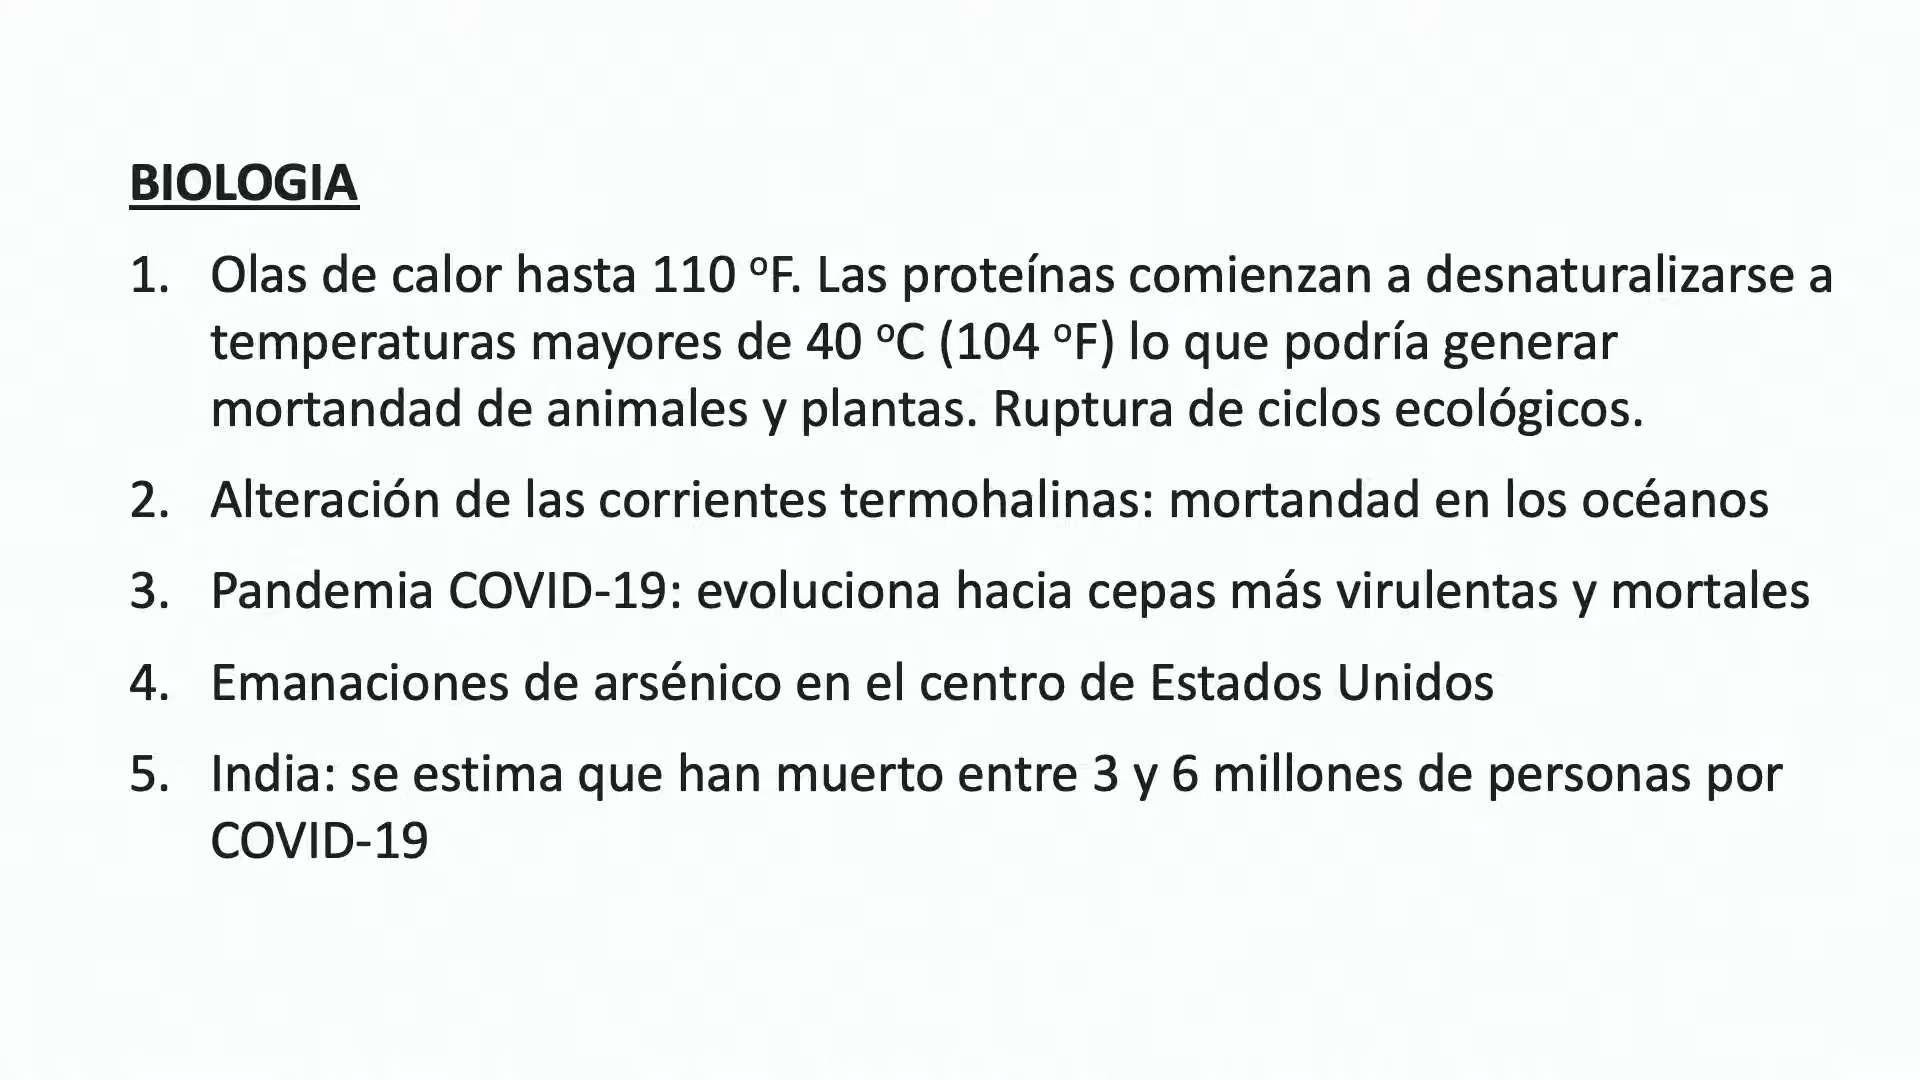 BIOLOGIA
1. Olas de calor hasta 110 ºF. Las proteínas comienzan a desnaturalizarse a
temperaturas mayores de 40 ºC (104 ºF) lo que podría generar
mortandad de animales y plantas. Ruptura de ciclos ecológicos.
2. Alteración de las corrientes termohalinas: mortandad en los océanos
3. Pandemia COVID-19: evoluciona hacia cepas más virulentas y mortales
4. Emanaciones de arsénico en el centro de Estados Unidos
5. India: se estima que han muerto entre 3 y 6 millones de personas por
COVID-19